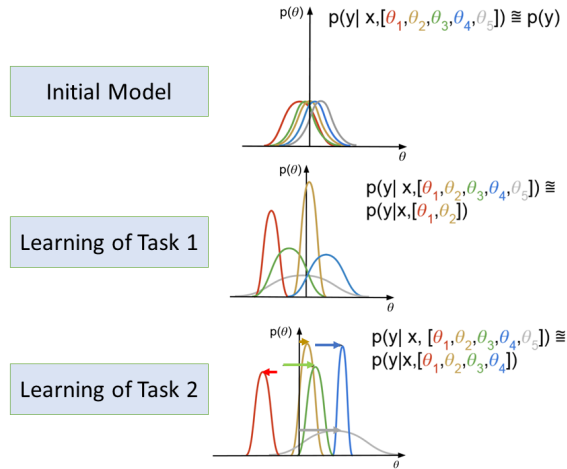 p(θ)
p(y| x,[θ₁,θ₂,θ₃,θ₄,θ₅]) ≅ p(y)
Initial Model
θ
p(θ)
p(y| x,[θ₁,θ₂,θ₃,θ₄,θ₅]) ≅
p(y|x,[θ₁,θ₂])
Learning of Task 1
θ
p(θ)
p(y| x, [θ₁,θ₂,θ₃,θ₄,θ₅]) ≅
p(y|x,[θ₁,θ₂,θ₃,θ₄])
Learning of Task 2
θ